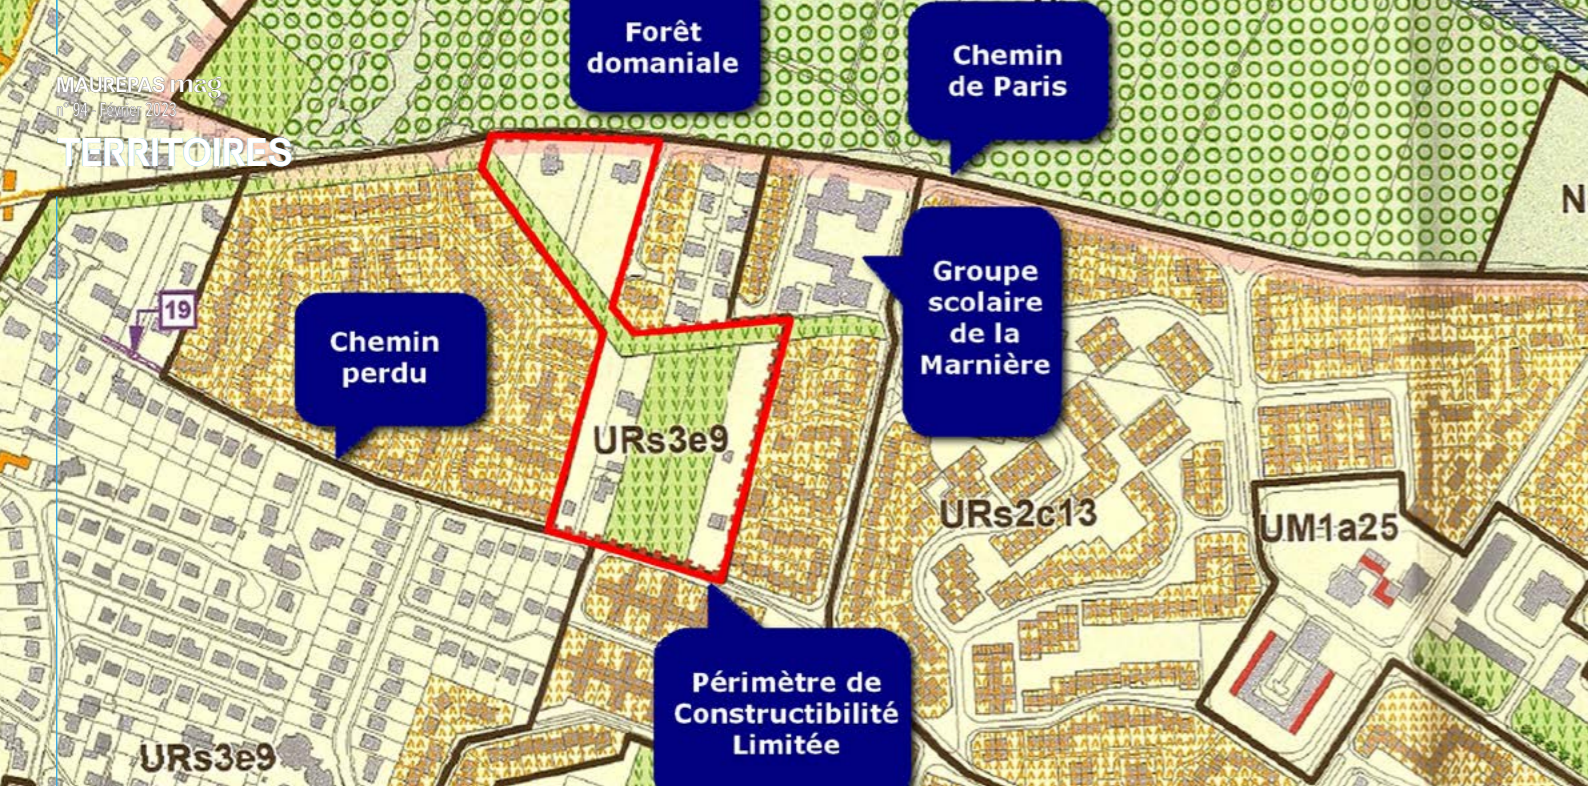 Forêt
domaniale
Chemin
de Paris
MAUREPAS mag
n° 94 - Février 2023
TERRITOIRES
N
19
Groupe
scolaire
de la
Marnière
Chemin
perdu
URs3e9
URs2c13
UM1a25
Périmètre de
Constructibilité
Limitée
URs3e9